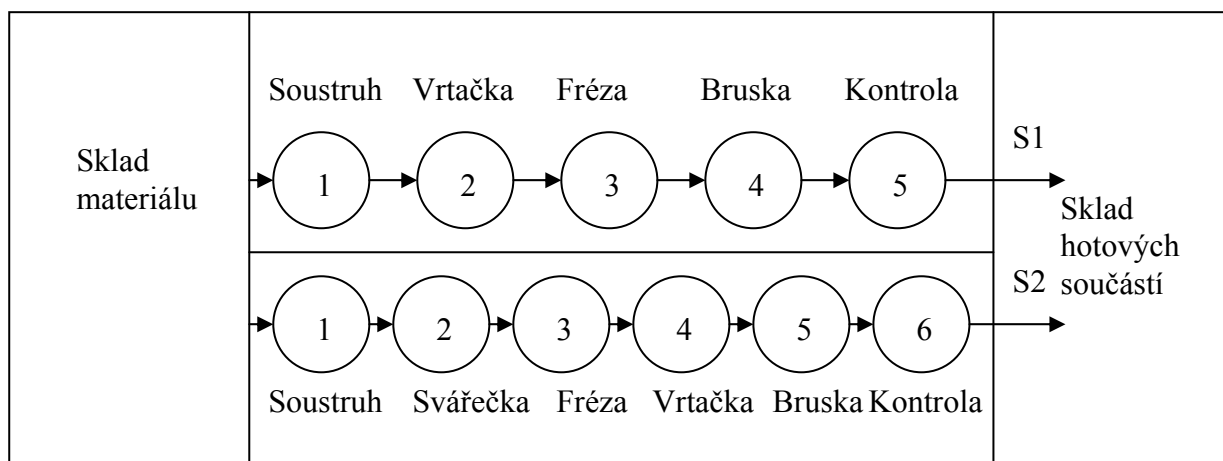 Soustruh Vrtačka Fréza Bruska Kontrola
Sklad
materiálu
1 2 3 4 5
S1
Sklad
hotových
součástí
S2
1 2 3 4 5 6
Soustruh Svářečka Fréza Vrtačka Bruska Kontrola